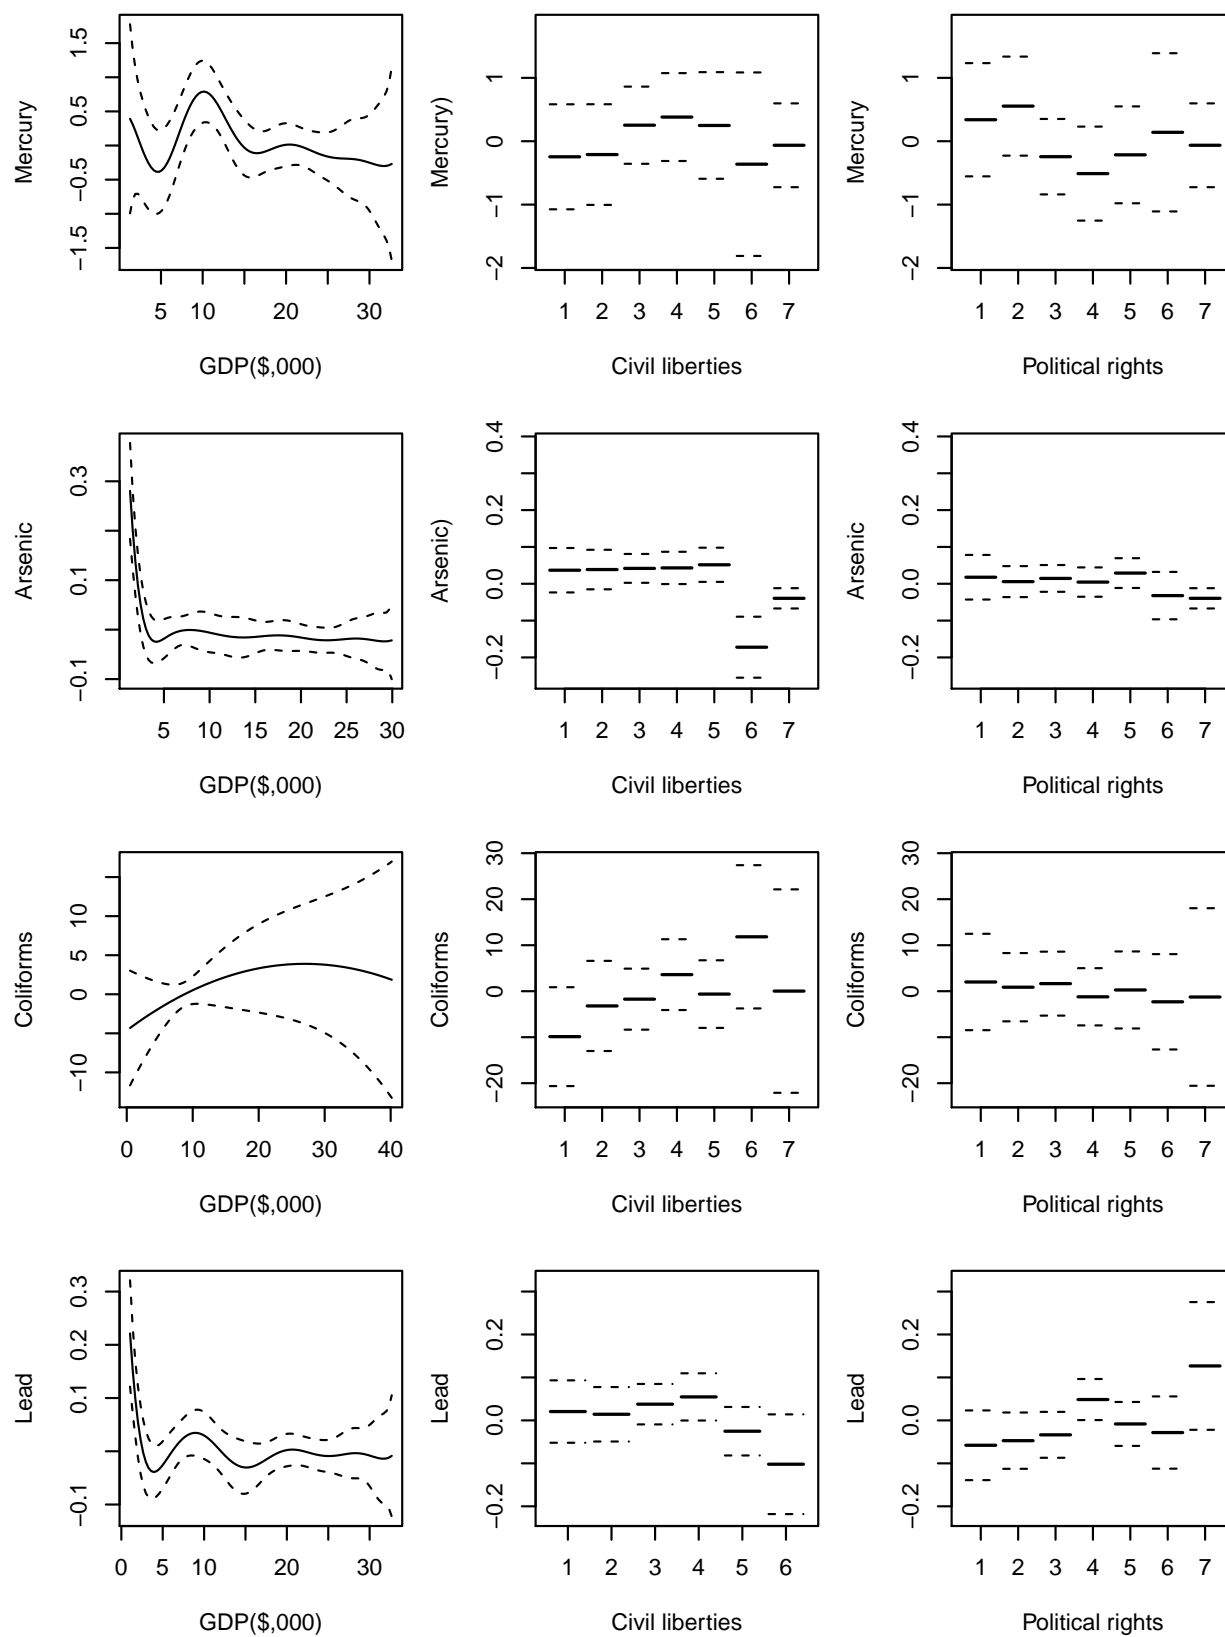 Mercury
−1.5 −0.5 0.5 1.5
5 10 20 30
GDP($,000)
Mercury)
−2 −1 0 1
1 2 3 4 5 6 7
Civil liberties
Mercury
−2 −1 0 1
1 2 3 4 5 6 7
Political rights
Arsenic
−0.1 0.1 0.3
5 10 15 20 25 30
GDP($,000)
Arsenic)
−0.2 0.0 0.2 0.4
1 2 3 4 5 6 7
Civil liberties
Arsenic
−0.2 0.0 0.2 0.4
1 2 3 4 5 6 7
Political rights
Coliforms
−10 0 5 10
0 10 20 30 40
GDP($,000)
Coliforms
−20 0 10 20 30
1 2 3 4 5 6 7
Civil liberties
Coliforms
−20 0 10 20 30
1 2 3 4 5 6 7
Political rights
Lead
−0.1 0.1 0.2 0.3
0 5 10 20 30
GDP($,000)
Lead
−0.2 0.0 0.2
1 2 3 4 5 6
Civil liberties
Lead
−0.2 0.0 0.2
1 2 3 4 5 6 7
Political rights